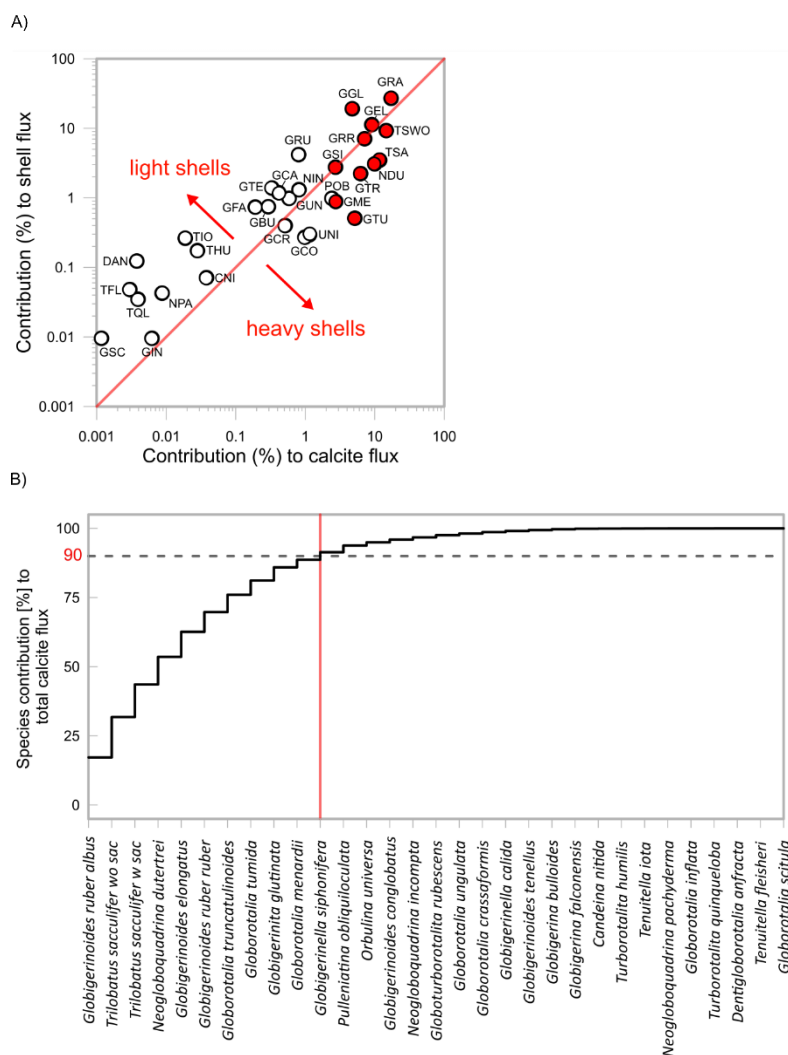 A)
100
10
1
0.1
0.01
0.001
Contribution (%) to shell flux
GRA
GGL
GEL
TSWO
GRR
GRU
GSI
TSA
NDU
GCA
NIN
GTE
POB
GTR
GME
GUN
GFA
GTU
GBU
GCR
UNI
GCO
TIO
THU
DAN
CNI
TFL
NPA
TQL
GSC
GIN
light shells
heavy shells
0.001
0.01
0.1
1
10
100
Contribution (%) to calcite flux
B)
Species contribution [%] to
total calcite flux
100
90
75
50
25
0
Globigerinoides ruber albus
Trilobatus sacculifer wo sac
Trilobatus sacculifer w sac
Neogloboquadrina dutertrei
Globigerinoides elongatus
Globigerinoides ruber ruber
Globorotalia truncatulinoides
Globorotalia tumida
Globigerinita glutinata
Globorotalia menardii
Globigerinella siphonifera
Pulleniatina obliquiloculata
Orbulina universa
Globigerinoides conglobatus
Neogloboquadrina incompta
Globoturborotalita rubescens
Globorotalia ungulata
Globorotalia crassaformis
Globigerinella calida
Globigerinoides tenellus
Globigerina bulloides
Globigerina falconensis
Candeina nitida
Turborotalita humilis
Tenuitella iota
Neogloboquadrina pachyderma
Globorotalia inflata
Turborotalita quinqueloba
Dentigloborotalia anfracta
Tenuitella fleisheri
Globorotalia scitula